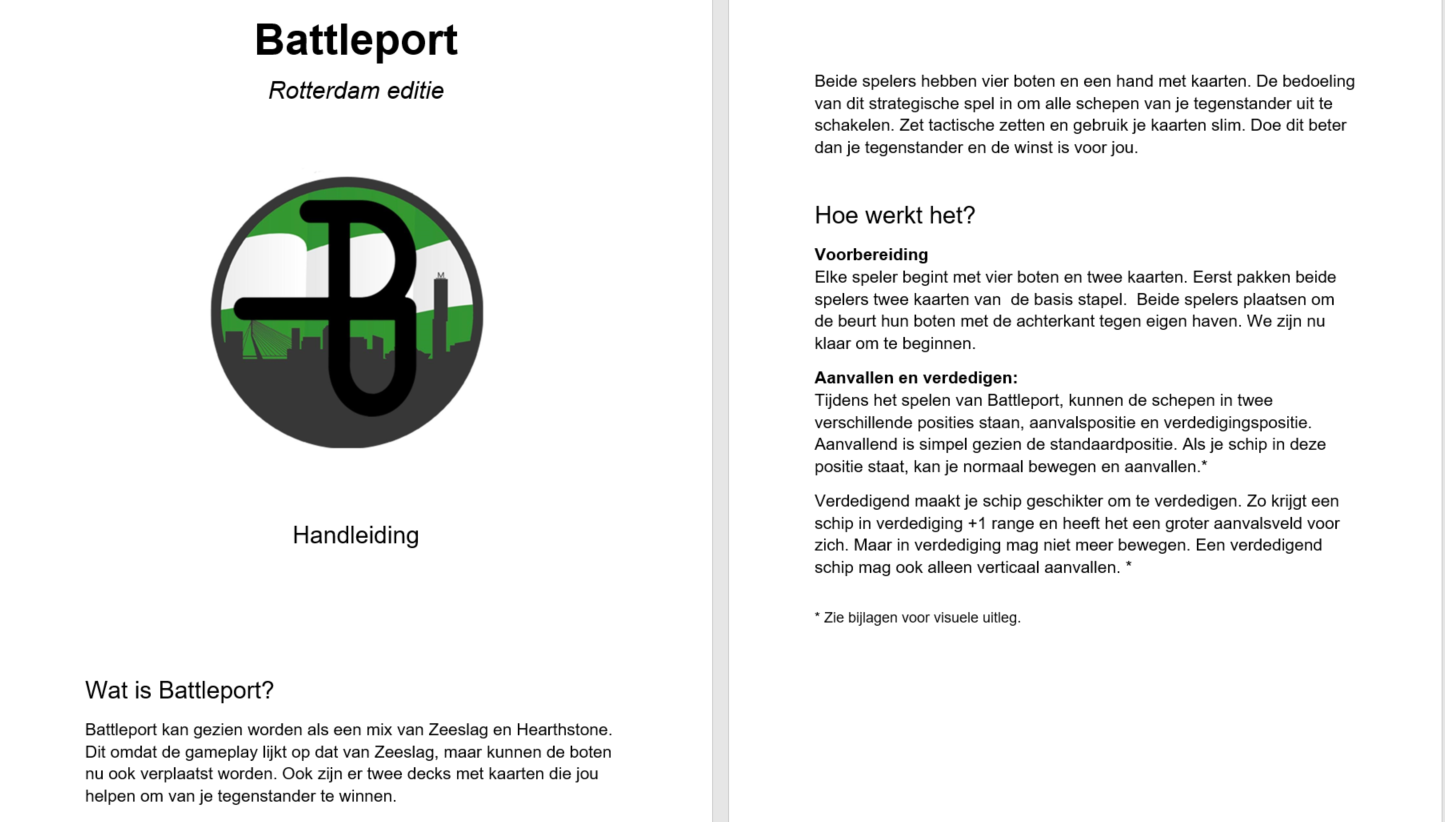 Battleport
Rotterdam editie
M
Handleiding
Wat is Battleport?
Battleport kan gezien worden als een mix van Zeeslag en Hearthstone.
Dit omdat de gameplay lijkt op dat van Zeeslag, maar kunnen de boten
nu ook verplaatst worden. Ook zijn er twee decks met kaarten die jou
helpen om van je tegenstander te winnen.
Beide spelers hebben vier boten en een hand met kaarten. De bedoeling
van dit strategische spel in om alle schepen van je tegenstander uit te
schakelen. Zet tactische zetten en gebruik je kaarten slim. Doe dit beter
dan je tegenstander en de winst is voor jou.
Hoe werkt het?
Voorbereiding
Elke speler begint met vier boten en twee kaarten. Eerst pakken beide
spelers twee kaarten van  de basis stapel.  Beide spelers plaatsen om
de beurt hun boten met de achterkant tegen eigen haven. We zijn nu
klaar om te beginnen.
Aanvallen en verdedigen:
Tijdens het spelen van Battleport, kunnen de schepen in twee
verschillende posities staan, aanvalspositie en verdedigingspositie.
Aanvallend is simpel gezien de standaardpositie. Als je schip in deze
positie staat, kan je normaal bewegen en aanvallen.*
Verdedigend maakt je schip geschikter om te verdedigen. Zo krijgt een
schip in verdediging +1 range en heeft het een groter aanvalsveld voor
zich. Maar in verdediging mag niet meer bewegen. Een verdedigend
schip mag ook alleen verticaal aanvallen. *
* Zie bijlagen voor visuele uitleg.